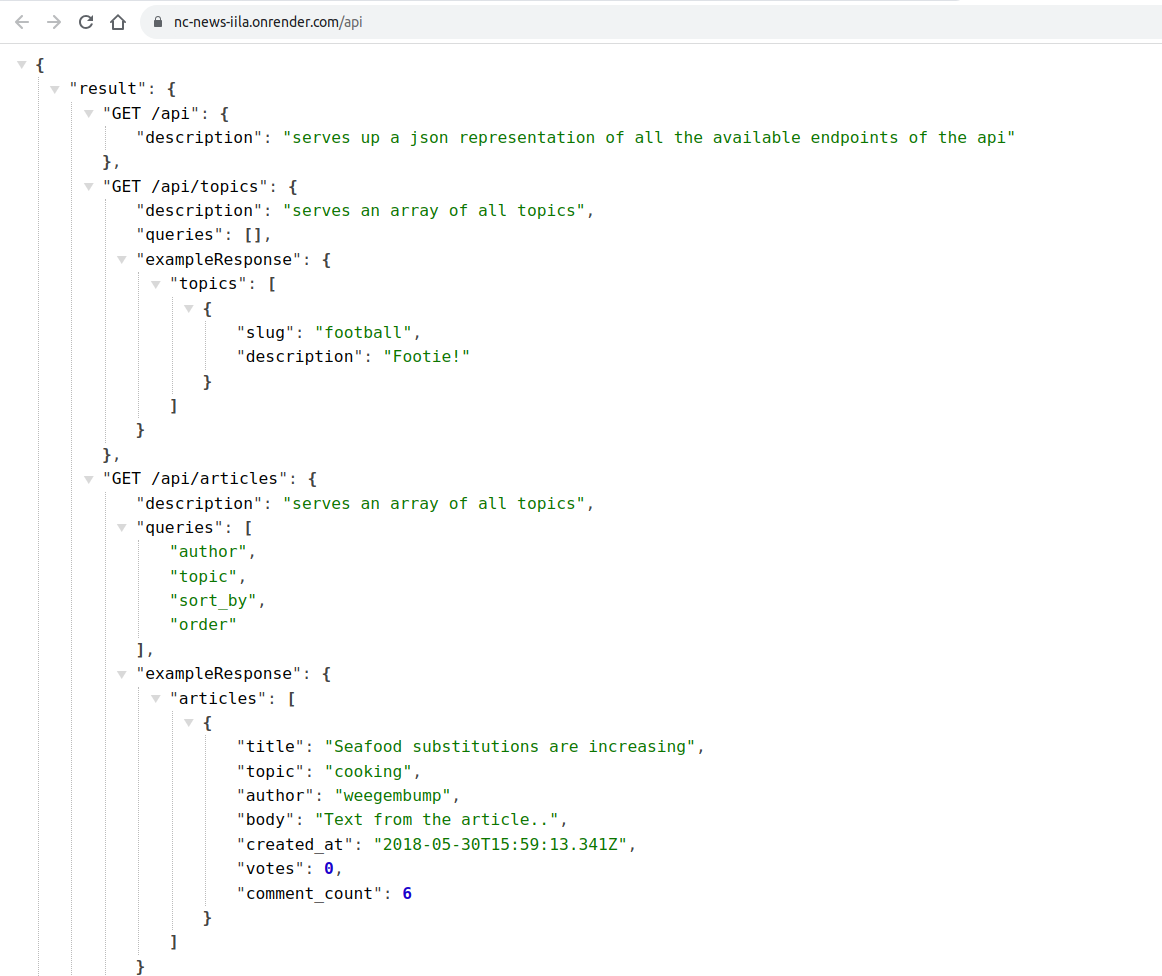 nc-news-iila.onrender.com/api
{
"result": {
"GET /api": {
"description": "serves up a json representation of all the available endpoints of the api"
},
"GET /api/topics": {
"description": "serves an array of all topics",
"queries": [],
"exampleResponse": {
"topics": [
{
"slug": "football",
"description": "Footie!"
}
]
}
},
"GET /api/articles": {
"description": "serves an array of all topics",
"queries": [
"author",
"topic",
"sort_by",
"order"
],
"exampleResponse": {
"articles": [
{
"title": "Seafood substitutions are increasing",
"topic": "cooking",
"author": "weegembump",
"body": "Text from the article..",
"created_at": "2018-05-30T15:59:13.341Z",
"votes": 0,
"comment_count": 6
}
]
}